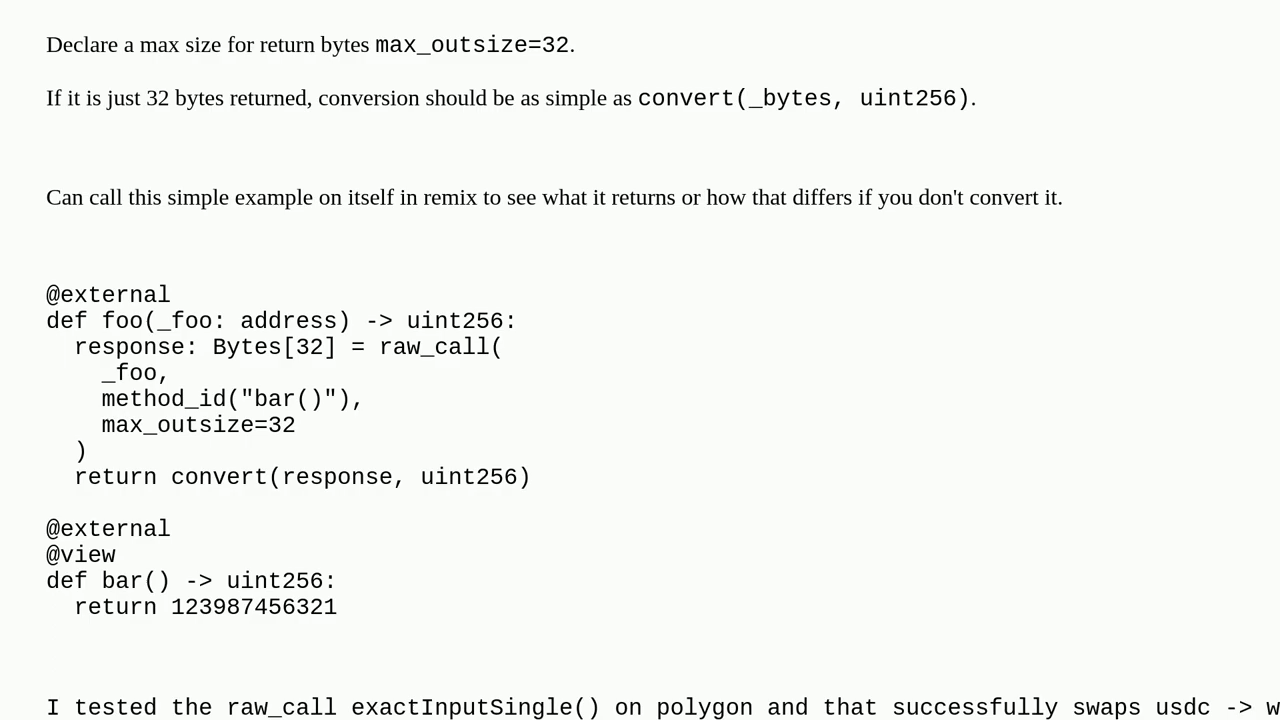 Declare a max size for return bytes max_outsize=32.
If it is just 32 bytes returned, conversion should be as simple as convert(_bytes, uint256).
Can call this simple example on itself in remix to see what it returns or how that differs if you don't convert it.
@external
def foo(_foo: address) -> uint256:
  response: Bytes[32] = raw_call(
    _foo,
    method_id("bar()"),
    max_outsize=32
  )
  return convert(response, uint256)
@external
@view
def bar() -> uint256:
  return 123987456321
I tested the raw_call exactInputSingle() on polygon and that successfully swaps usdc ->